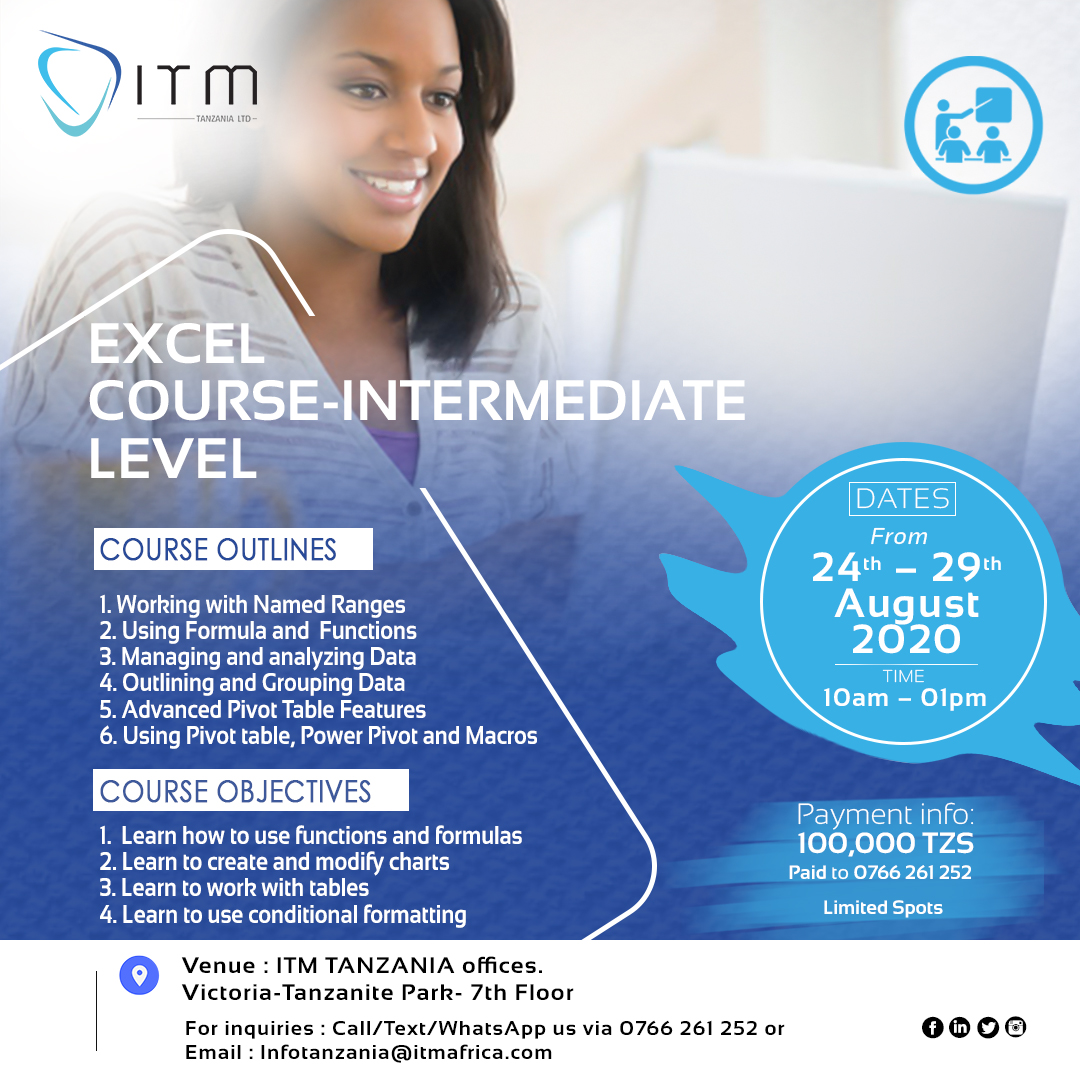 ITM
TANZANIA LTD
EXCEL
COURSE-INTERMEDIATE
LEVEL
COURSE OUTLINES
1. Working with Named Ranges
2. Using Formula and Functions
3. Managing and analyzing Data
4. Outlining and Grouping Data
5. Advanced Pivot Table Features
6. Using Pivot table, Power Pivot and Macros
COURSE OBJECTIVES
1. Learn how to use functions and formulas
2. Learn to create and modify charts
3. Learn to work with tables
4. Learn to use conditional formatting
DATES
From
24th – 29th
August
2020
TIME
10am – 01pm
Payment info:
100,000 TZS
Paid to 0766 261 252
Limited Spots
Venue : ITM TANZANIA offices.
Victoria-Tanzanite Park- 7th Floor
For inquiries : Call/Text/WhatsApp us via 0766 261 252 or
Email : Infotanzania@itmafrica.com